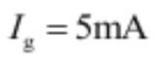 I_g = 5mA